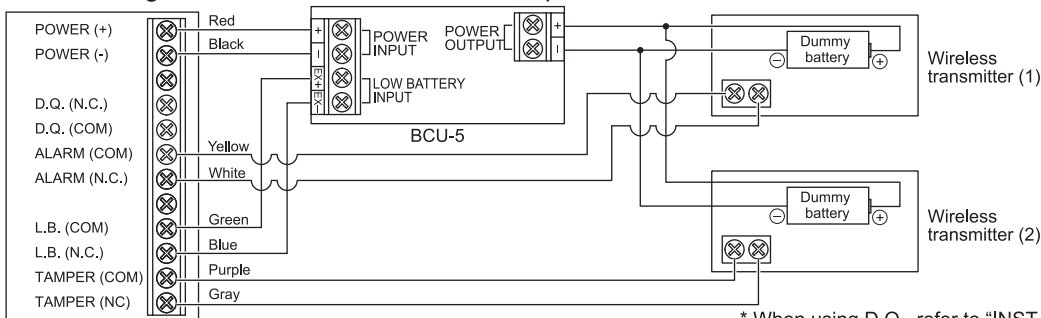 POWER (+)
POWER (-)
D.Q. (N.C.)
D.Q. (COM)
ALARM (COM)
ALARM (N.C.)
L.B. (COM)
L.B. (N.C.)
TAMPER (COM)
TAMPER (NC)
Red
Black
Yellow
White
Green
Blue
Purple
Gray
+
−
EX+
EX−
POWER
INPUT
LOW BATTERY
INPUT
POWER
OUTPUT
+
−
BCU-5
Dummy
battery
−
+
Wireless
transmitter (1)
Dummy
battery
−
+
Wireless
transmitter (2)
* When using D.Q., refer to “INST